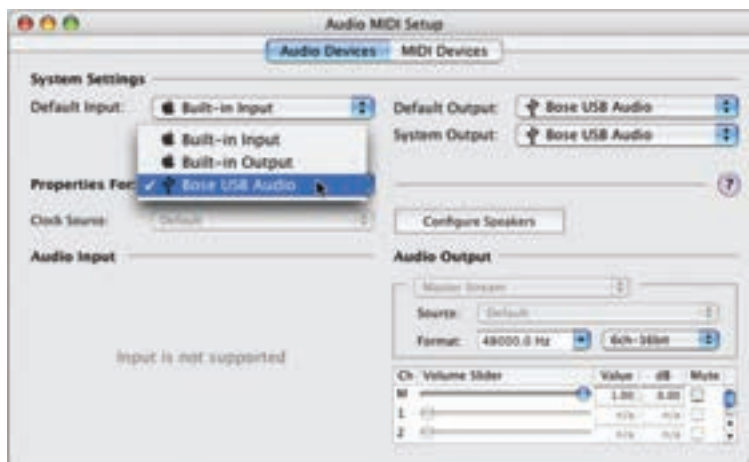 Audio MIDI Setup
Audio Devices MIDI Devices
System Settings
Default Input: Built-in Input
Default Output: Bose USB Audio
System Output: Bose USB Audio
Built-in Input
Built-in Output
Properties For: ✓ Bose USB Audio
?
Clock Source: Default
Configure Speakers
Audio Input
Audio Output
Master Stream
Source: Default
Format: 48000.0 Hz 6ch-16bit
Input is not supported
Ch Volume Slider Value dB Mute
M 1.00 0.00
1 n/a n/a
2 n/a n/a